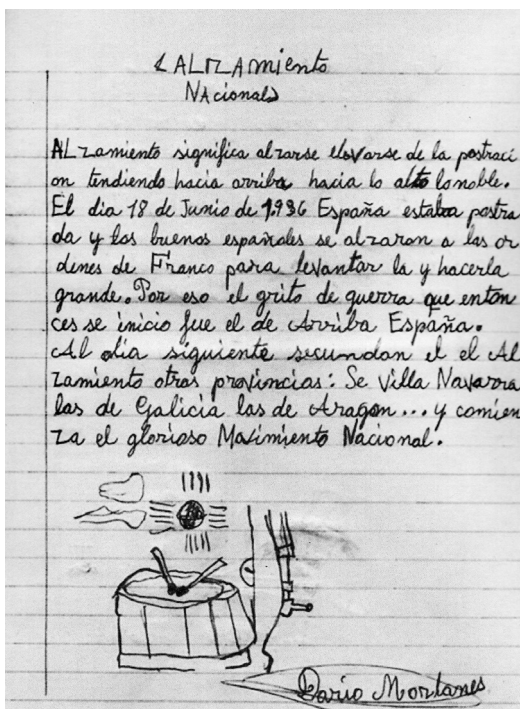 ALZAmiento
NAcional
ALzamiento significa alzarse elevarse de la postraci
on tendiendo hacia arriba hacia lo alto lo noble.
El dia 18 de Junio de 1.936 España estaba postra
da y los buenos españales se alzaron a las or
denes de Franco para levantar la y hacerla
grande. Por eso el grito de guerra que enton
ces se inicio fue el de Arriba España.
Al dia siguiente secundan el el Al
zamiento otras provincias: Se villa Navarra
las de Galicia las de Aragon... y comien
za el glorioso Movimiento Nacional.
Dario Mortanes